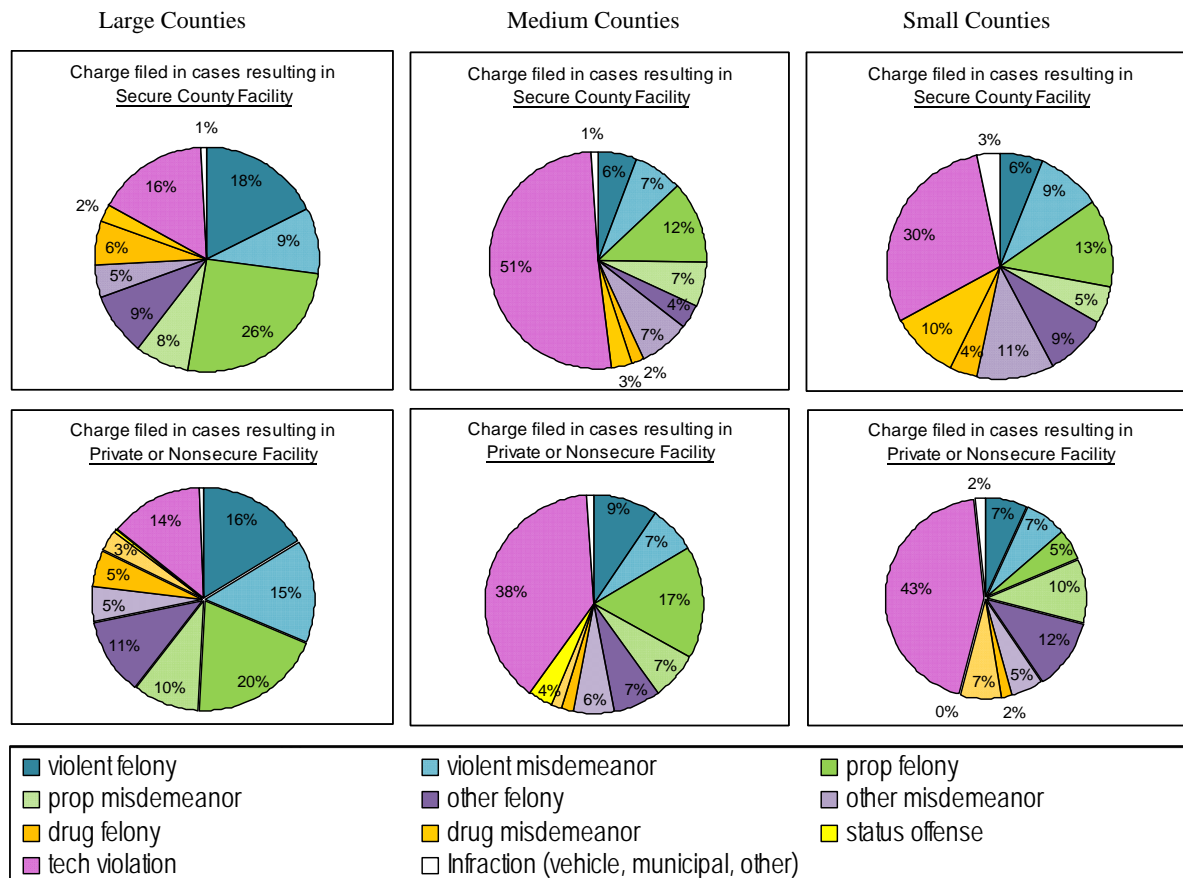 Large Counties
Medium Counties
Small Counties
Charge filed in cases resulting in
Secure County Facility
1%
18%
9%
26%
8%
9%
5%
6%
2%
16%
Charge filed in cases resulting in
Secure County Facility
1%
6%
7%
12%
7%
4%
7%
2%
3%
51%
Charge filed in cases resulting in
Secure County Facility
3%
6%
9%
13%
5%
9%
11%
4%
10%
30%
Charge filed in cases resulting in
Private or Nonsecure Facility
16%
15%
20%
10%
11%
5%
5%
3%
14%
Charge filed in cases resulting in
Private or Nonsecure Facility
9%
7%
17%
7%
7%
6%
4%
38%
Charge filed in cases resulting in
Private or Nonsecure Facility
2%
7%
7%
5%
10%
12%
5%
2%
7%
0%
43%
violent felony
violent misdemeanor
prop felony
prop misdemeanor
other felony
other misdemeanor
drug felony
drug misdemeanor
status offense
tech violation
Infraction (vehicle, municipal, other)